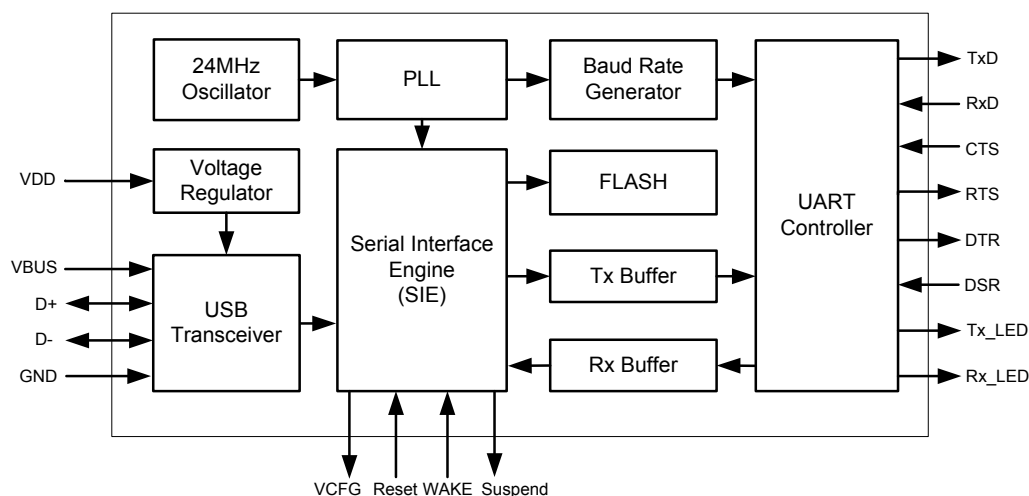 24MHz
Oscillator
PLL
Baud Rate
Generator
TxD
RxD
CTS
RTS
DTR
DSR
Tx_LED
Rx_LED
UART
Controller
VDD
Voltage
Regulator
Serial Interface
Engine
(SIE)
FLASH
Tx Buffer
Rx Buffer
VBUS
D+
D-
GND
USB
Transceiver
VCFG Reset WAKE Suspend